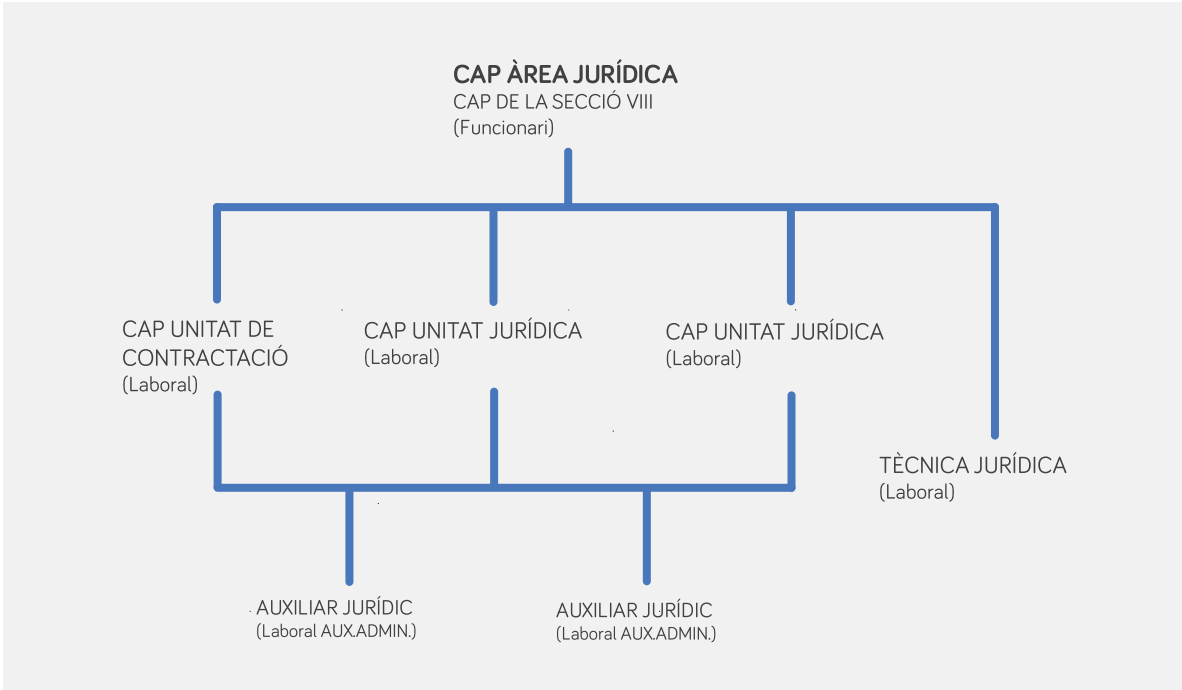 CAP ÀREA JURÍDICA
CAP DE LA SECCIÓ VIII
(Funcionari)
CAP UNITAT DE
CONTRACTACIÓ
(Laboral)
CAP UNITAT JURÍDICA
(Laboral)
CAP UNITAT JURÍDICA
(Laboral)
TÈCNICA JURÍDICA
(Laboral)
AUXILIAR JURÍDIC
(Laboral AUX.ADMIN.)
AUXILIAR JURÍDIC
(Laboral AUX.ADMIN.)